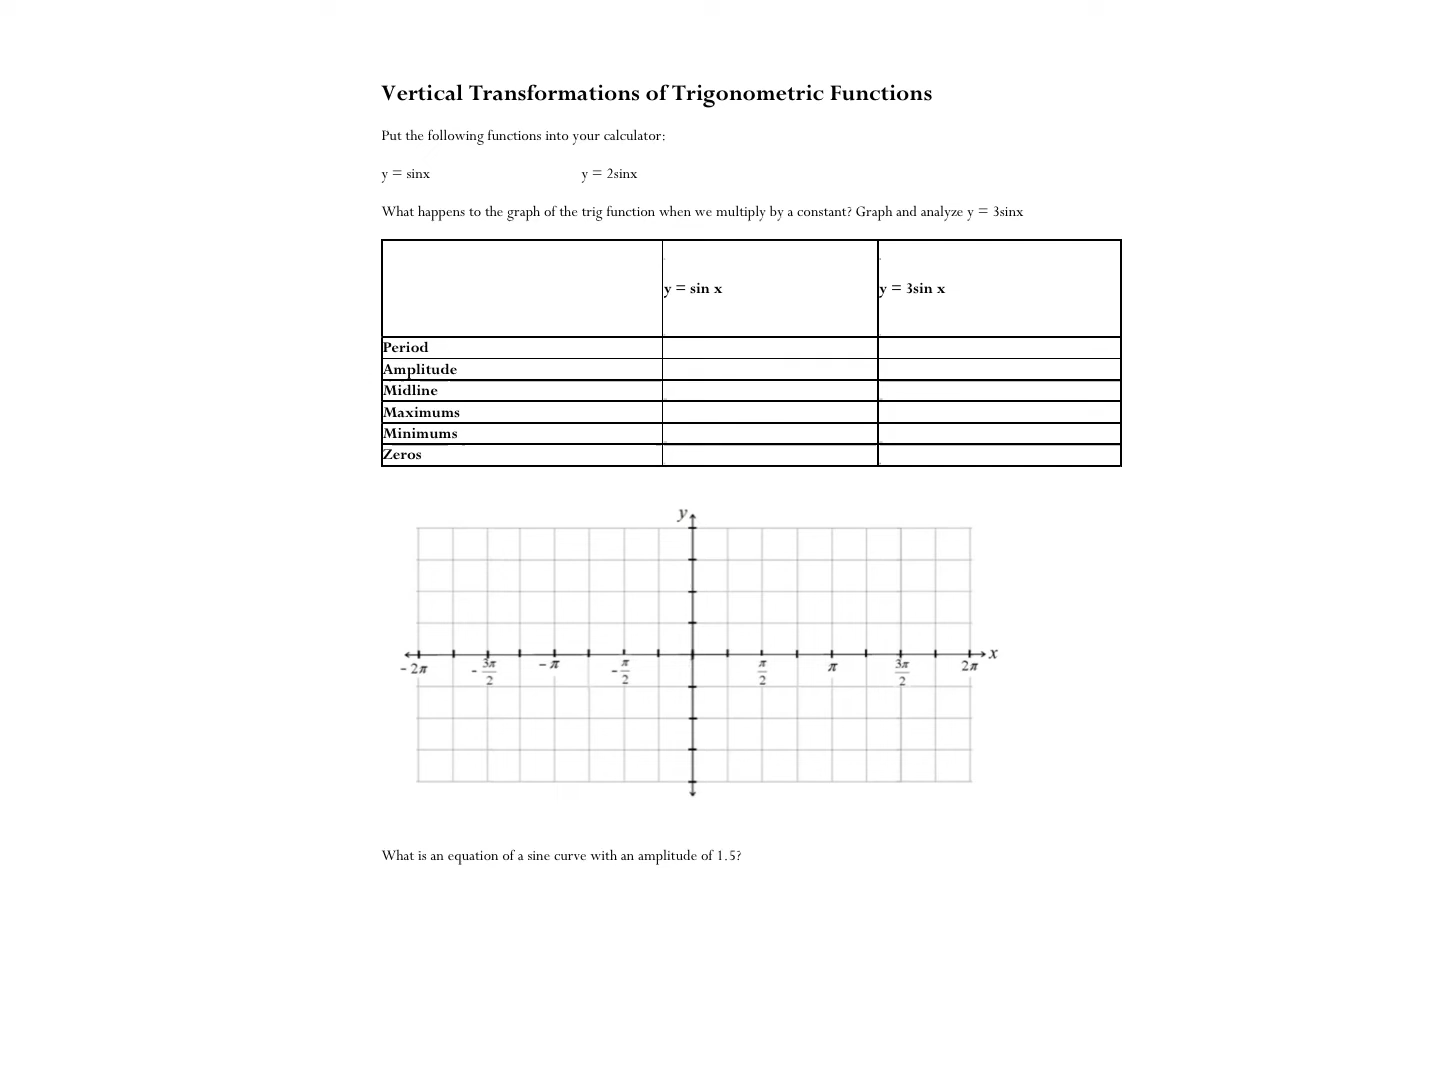 Vertical Transformations of Trigonometric Functions
Put the following functions into your calculator:
y = sinx y = 2sinx
What happens to the graph of the trig function when we multiply by a constant? Graph and analyze y = 3sinx
y = sin x y = 3sin x
Period
Amplitude
Midline
Maximums
Minimums
Zeros
y
x
- 2π - 3π/2 - π - π/2 π/2 π 3π/2 2π
What is an equation of a sine curve with an amplitude of 1.5?